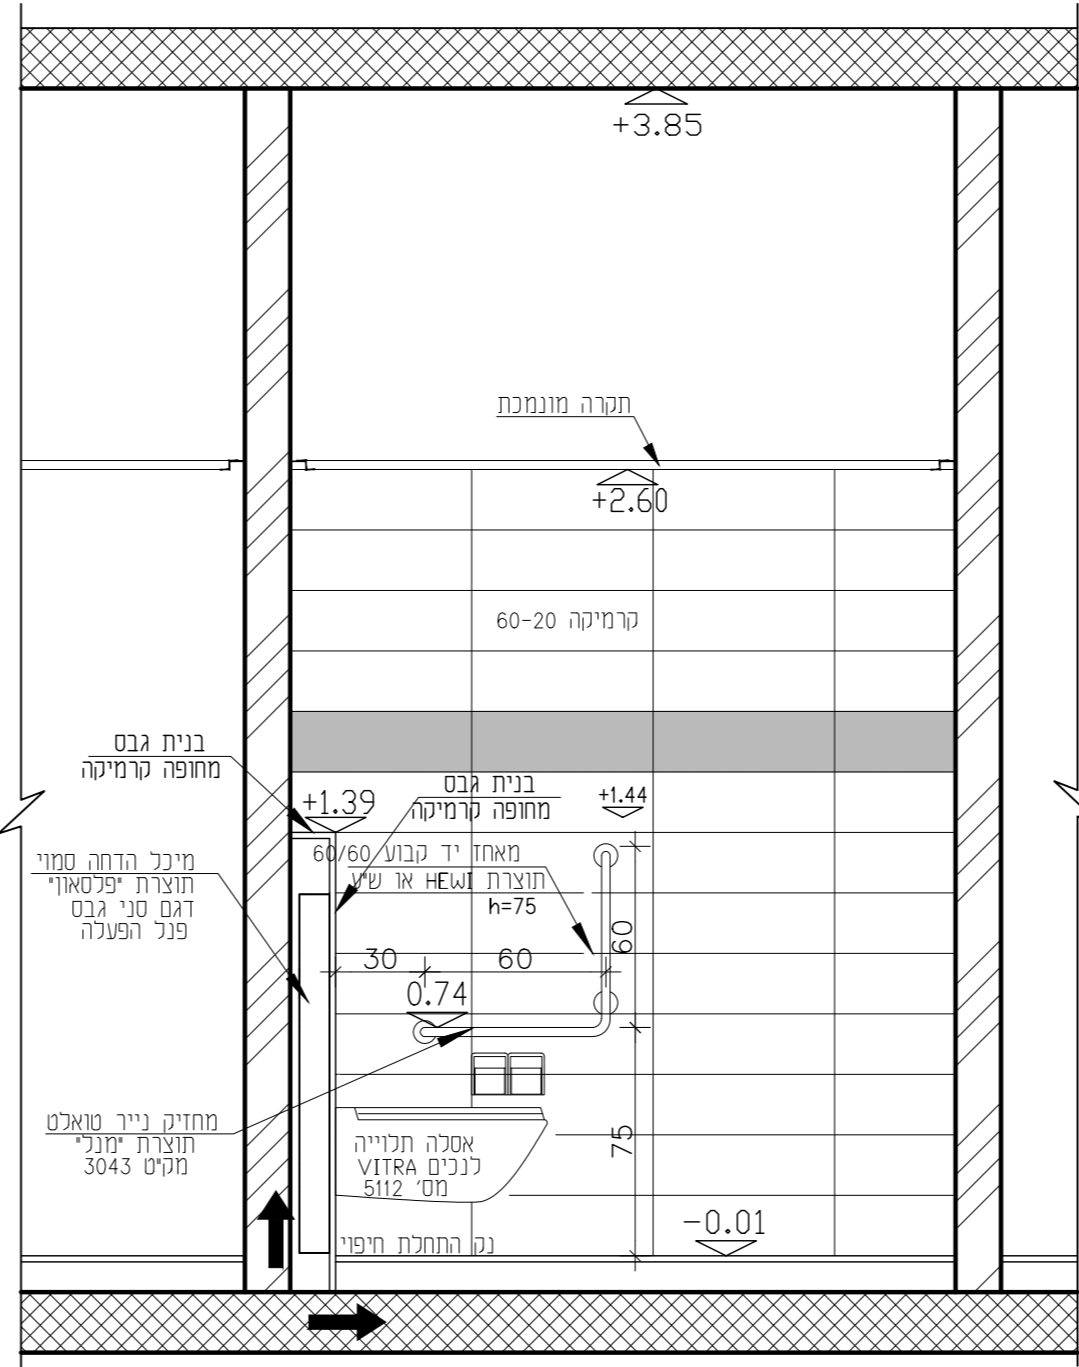 +3.85
תקרה מונמכת
+2.60
קרמיקה 60-20
בנית גבס
מחופה קרמיקה
בנית גבס
מחופה קרמיקה
+1.39
+1.44
מאחז יד קבוע 60/60
תוצרת HEWI או ש״ע
h=75
מיכל הדחה סמוי
תוצרת "פלסאון"
דגם סני גבס
פנל הפעלה
30
60
60
0.74
מחזיק נייר טואלט
תוצרת "מנל"
מק״ט 3043
אסלה תלוייה
לנכים VITRA
מס׳ 5112
75
-0.01
נק התחלת חיפוי